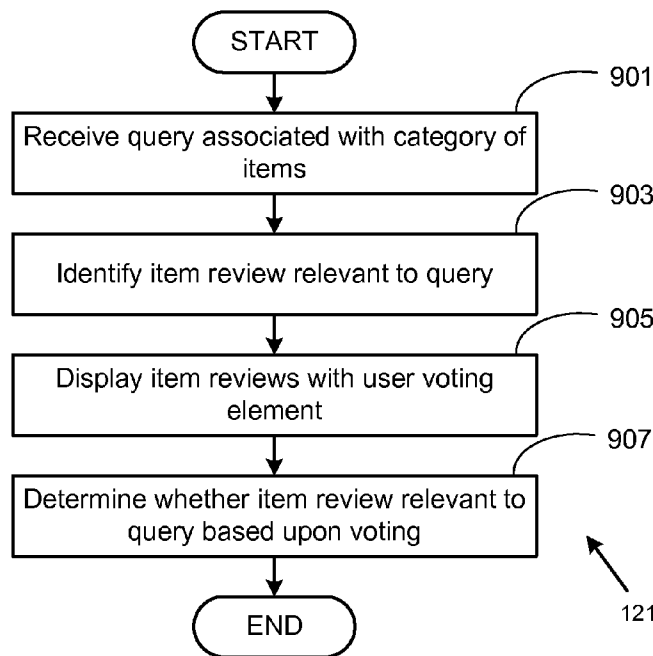 START
901
Receive query associated with category of
items
903
Identify item review relevant to query
905
Display item reviews with user voting
element
907
Determine whether item review relevant to
query based upon voting
END
121